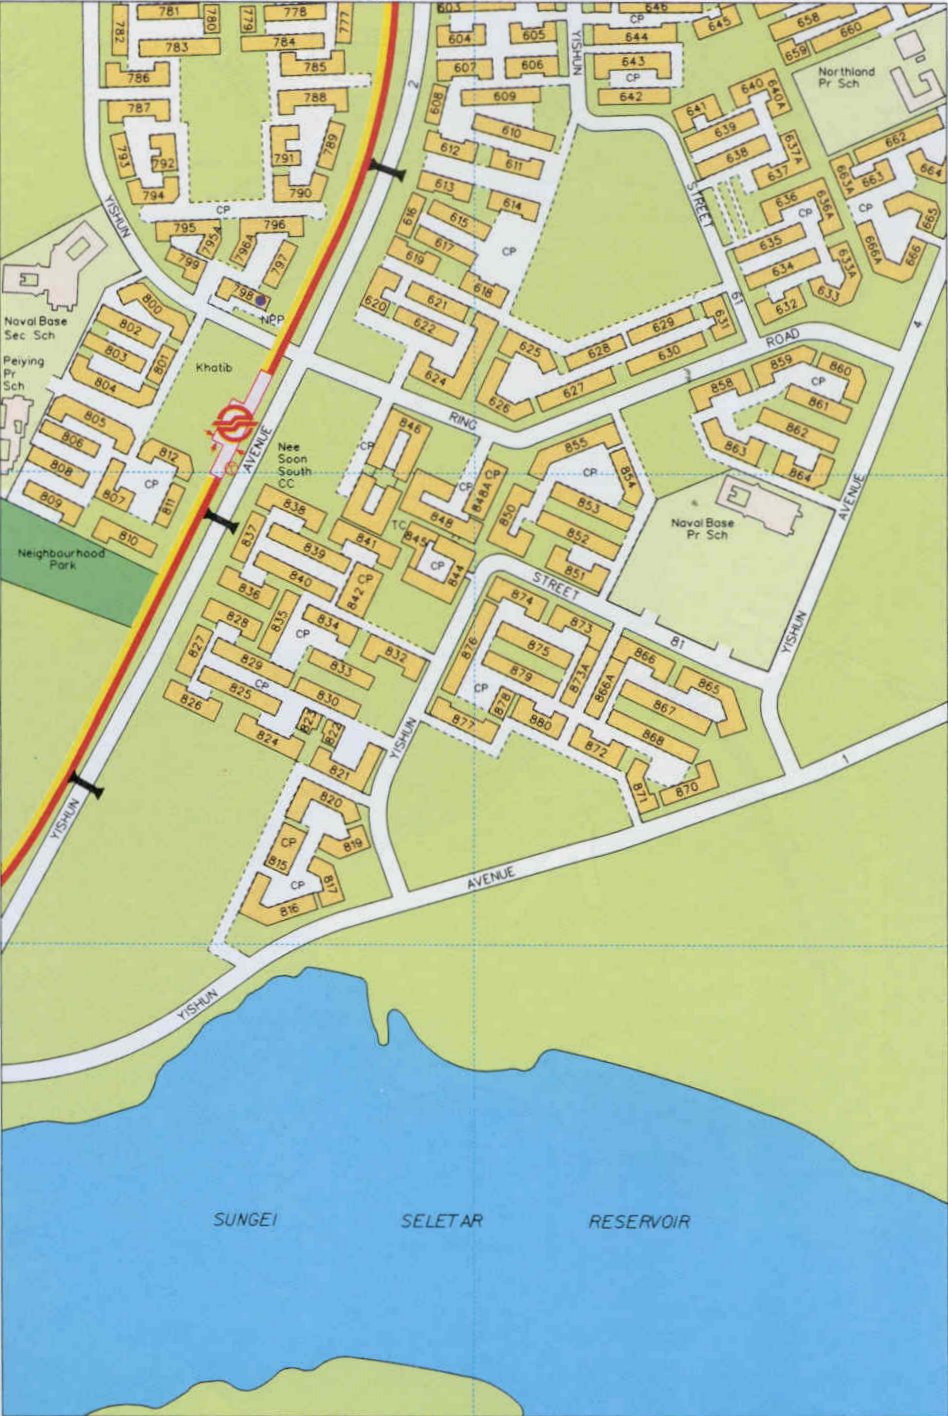 781
782
780
779
778
777
783
784
785
786
787
788
793
792
794
791
789
790
CP
YISHUN
795
795A
796A
796
799
797
798
NPP
603
604
605
607
606
608
609
YISHUN
CP
646
645
644
643
CP
642
2
610
612
611
613
614
616
615
CP
617
619
618
620
621
622
624
658
660
659
Northland
Pr Sch
641
640
640A
639
638
637A
637
662
664
663A
663
STREET
636
636A
CP
CP
665
635
634
633A
666A
666
633
632
61
4
631
ROAD
629
628
630
625
627
626
RING
Naval Base
Sec Sch
Peiying
Pr
Sch
800
802
803
801
804
805
806
812
808
807
CP
811
809
810
Khatib
AVENUE
Neighbourhood
Park
Nee
Soon
South
CC
CP
846
CP
CP
848A
848
TC
845
CP
844
838
837
839
841
840
CP
842
836
835
834
CP
832
833
828
827
829
CP
825
826
830
823
822
824
821
820
CP
815
819
CP
817
816
859
860
858
CP
861
862
863
864
855
CP
854
850
853
852
851
Naval Base
Pr Sch
AVENUE
YISHUN
STREET
81
874
873
876
875
879
873A
866A
CP
878
877
880
872
866
865
867
868
871
870
YISHUN
YISHUN
AVENUE
1
YISHUN
SUNGEI SELETAR RESERVOIR